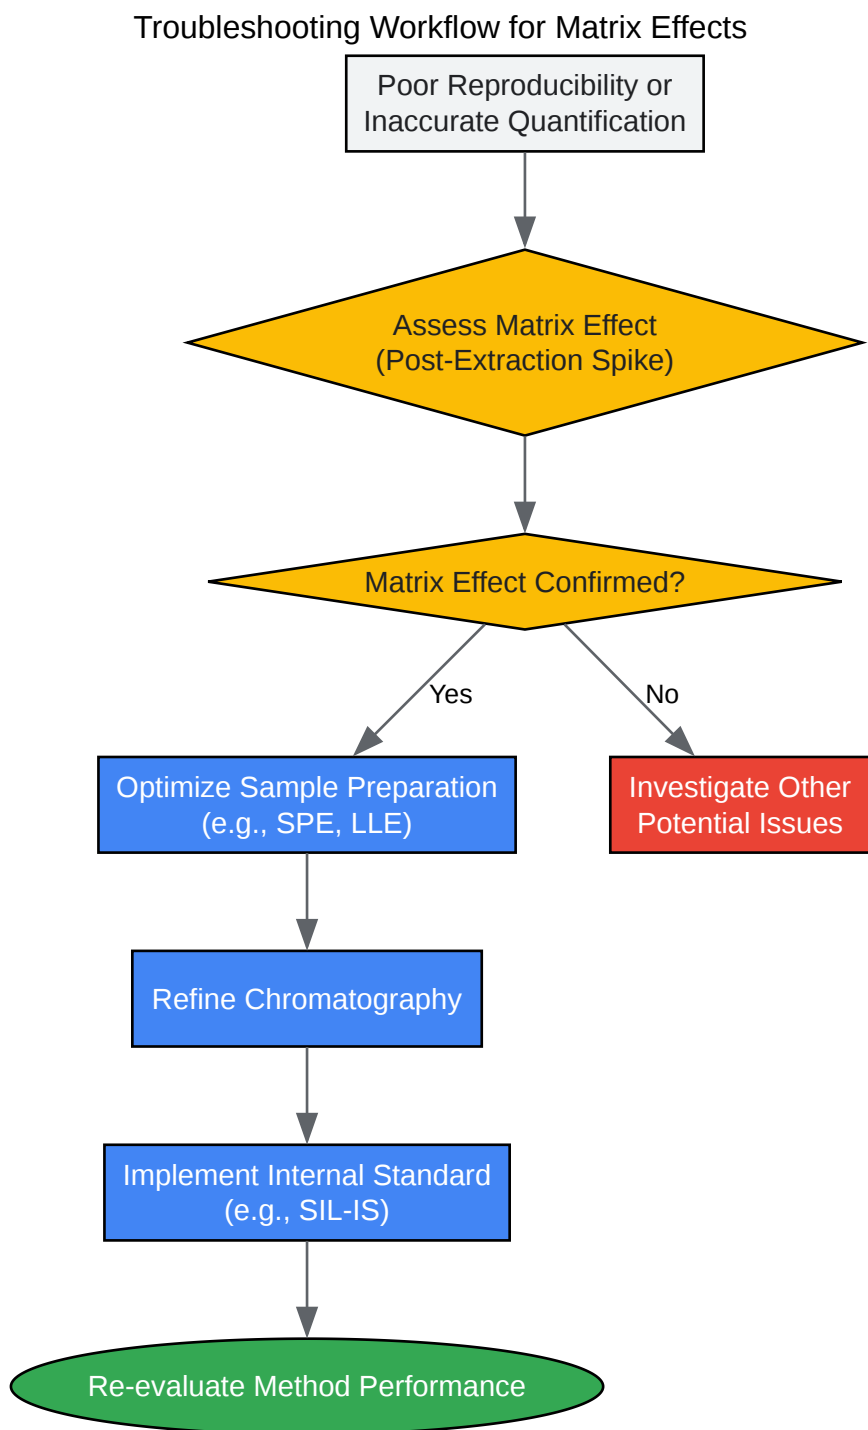 Troubleshooting Workflow for Matrix Effects
Poor Reproducibility or
Inaccurate Quantification
Assess Matrix Effect
(Post-Extraction Spike)
Matrix Effect Confirmed?
Yes
No
Optimize Sample Preparation
(e.g., SPE, LLE)
Investigate Other
Potential Issues
Refine Chromatography
Implement Internal Standard
(e.g., SIL-IS)
Re-evaluate Method Performance